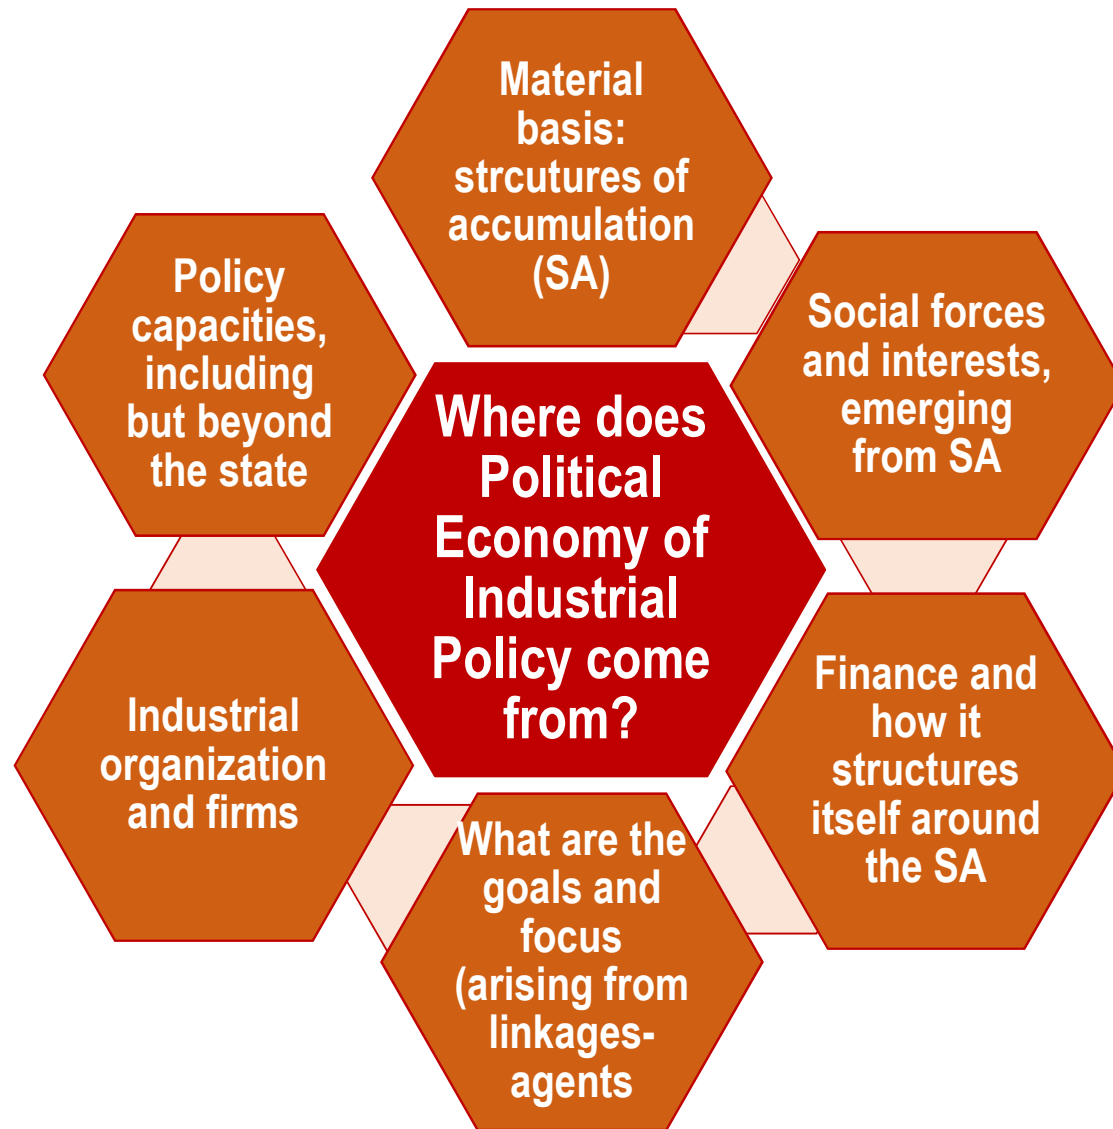 Material
basis:
strcutures of
accumulation
(SA)
Social forces
and interests,
emerging
from SA
Finance and
how it
structures
itself around
the SA
What are the
goals and
focus
(arising from
linkages-
agents
Industrial
organization
and firms
Policy
capacities,
including
but beyond
the state
Where does
Political
Economy of
Industrial
Policy come
from?